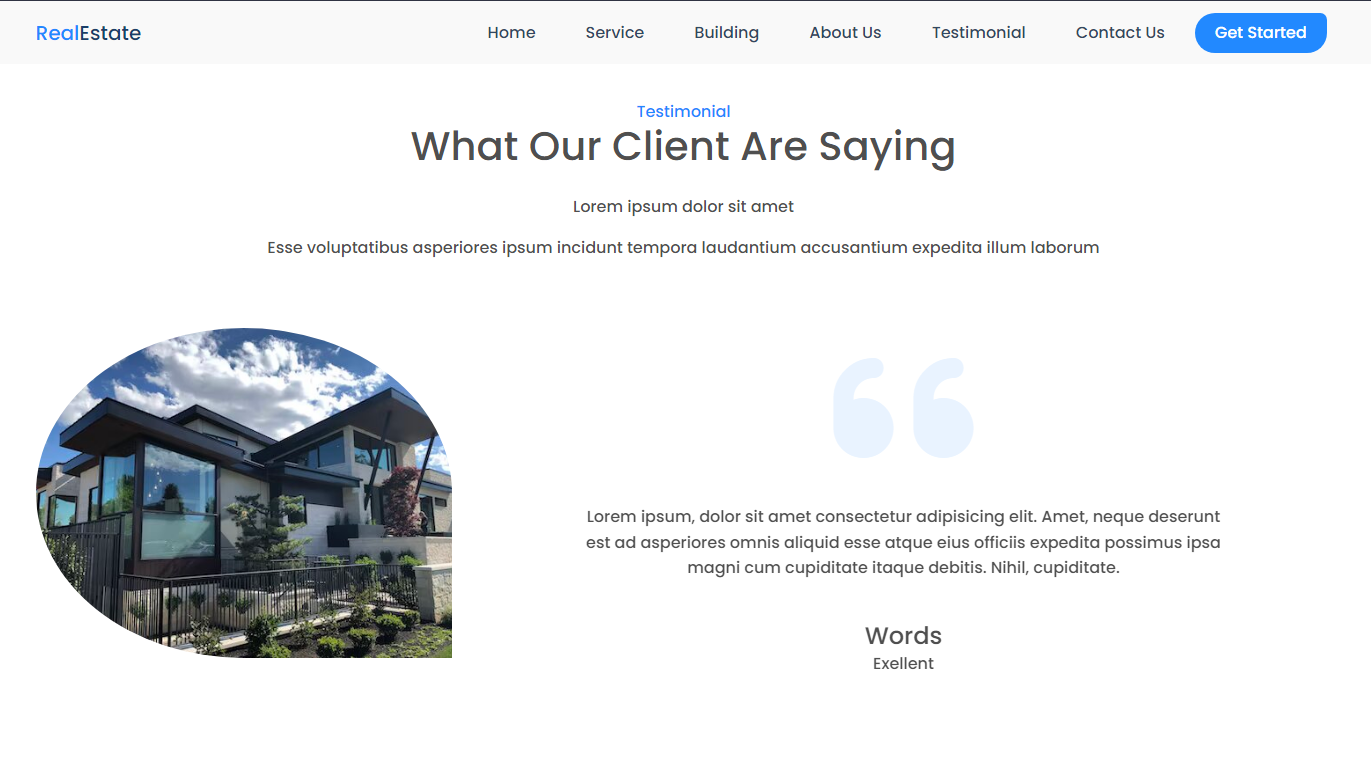 RealEstate
Home Service Building About Us Testimonial Contact Us Get Started
Testimonial
What Our Client Are Saying
Lorem ipsum dolor sit amet
Esse voluptatibus asperiores ipsum incidunt tempora laudantium accusantium expedita illum laborum
Lorem ipsum, dolor sit amet consectetur adipisicing elit. Amet, neque deserunt
est ad asperiores omnis aliquid esse atque eius officiis expedita possimus ipsa
magni cum cupiditate itaque debitis. Nihil, cupiditate.
Words
Exellent